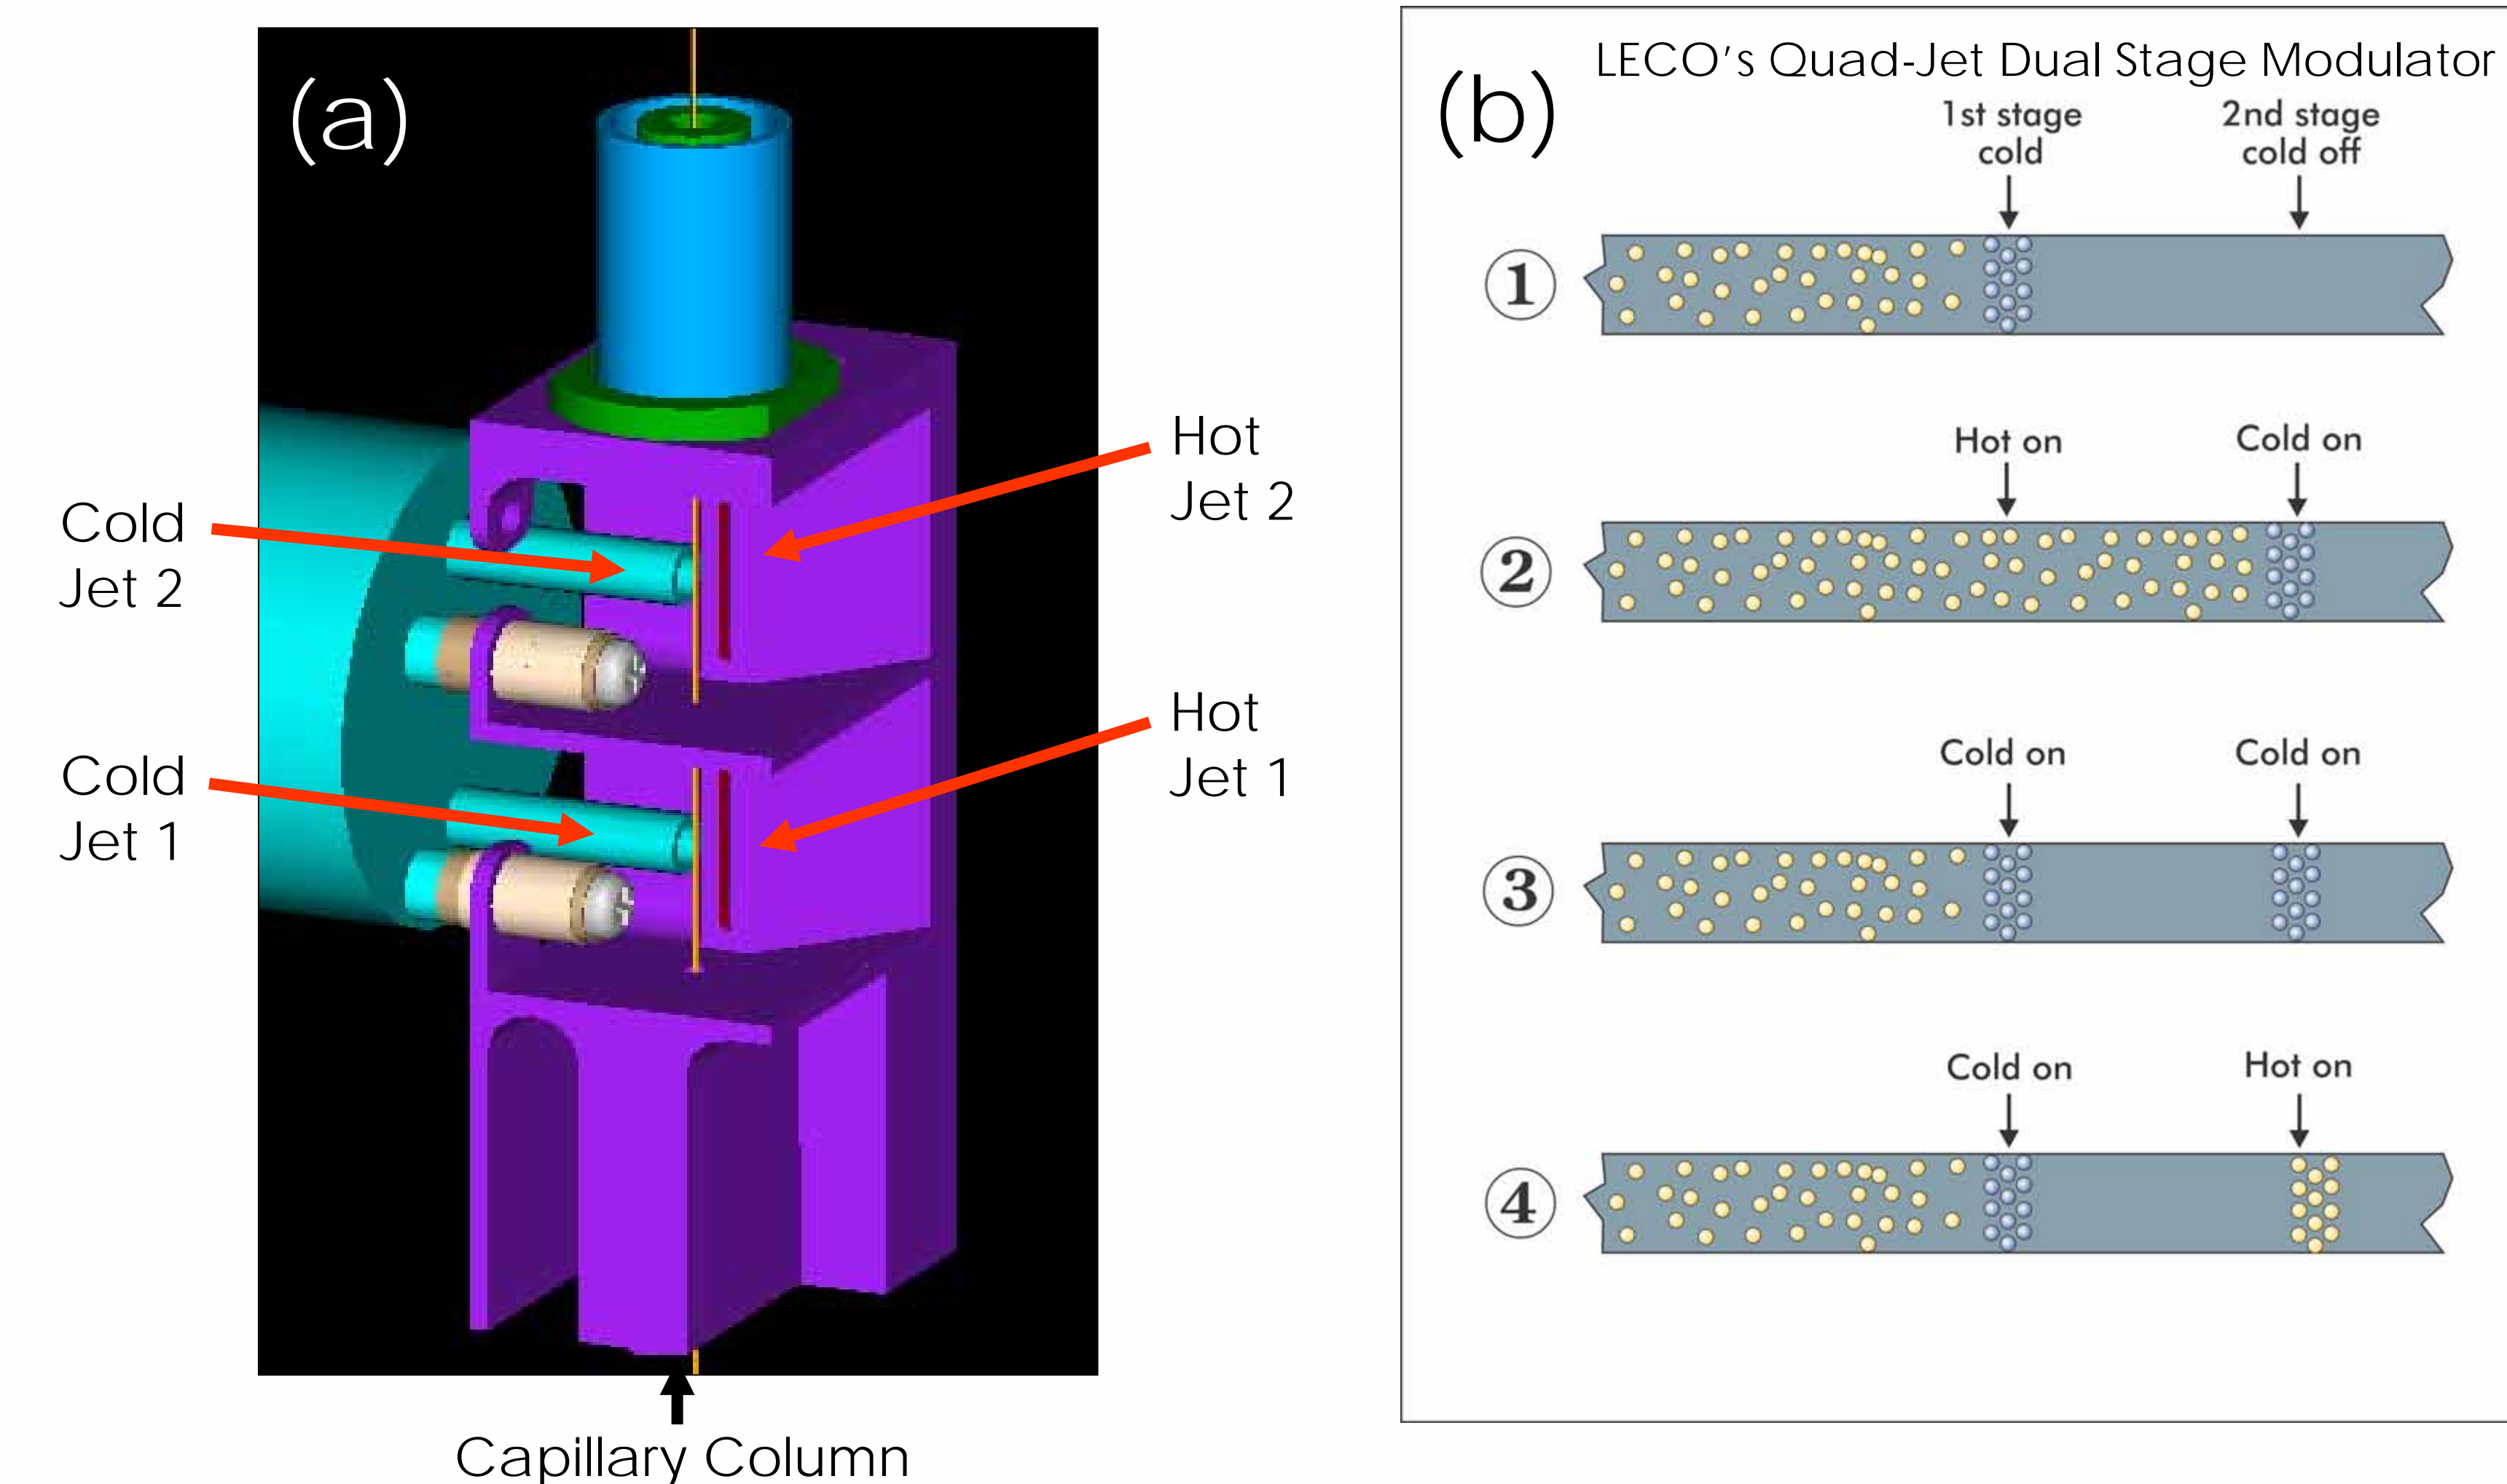 (a)
Cold
Jet 2
Cold
Jet 1
Hot
Jet 2
Hot
Jet 1
Capillary Column
(b)
LECO's Quad-Jet Dual Stage Modulator
1st stage
cold
2nd stage
cold off
1
Hot on
Cold on
2
Cold on
Cold on
3
Cold on
Hot on
4